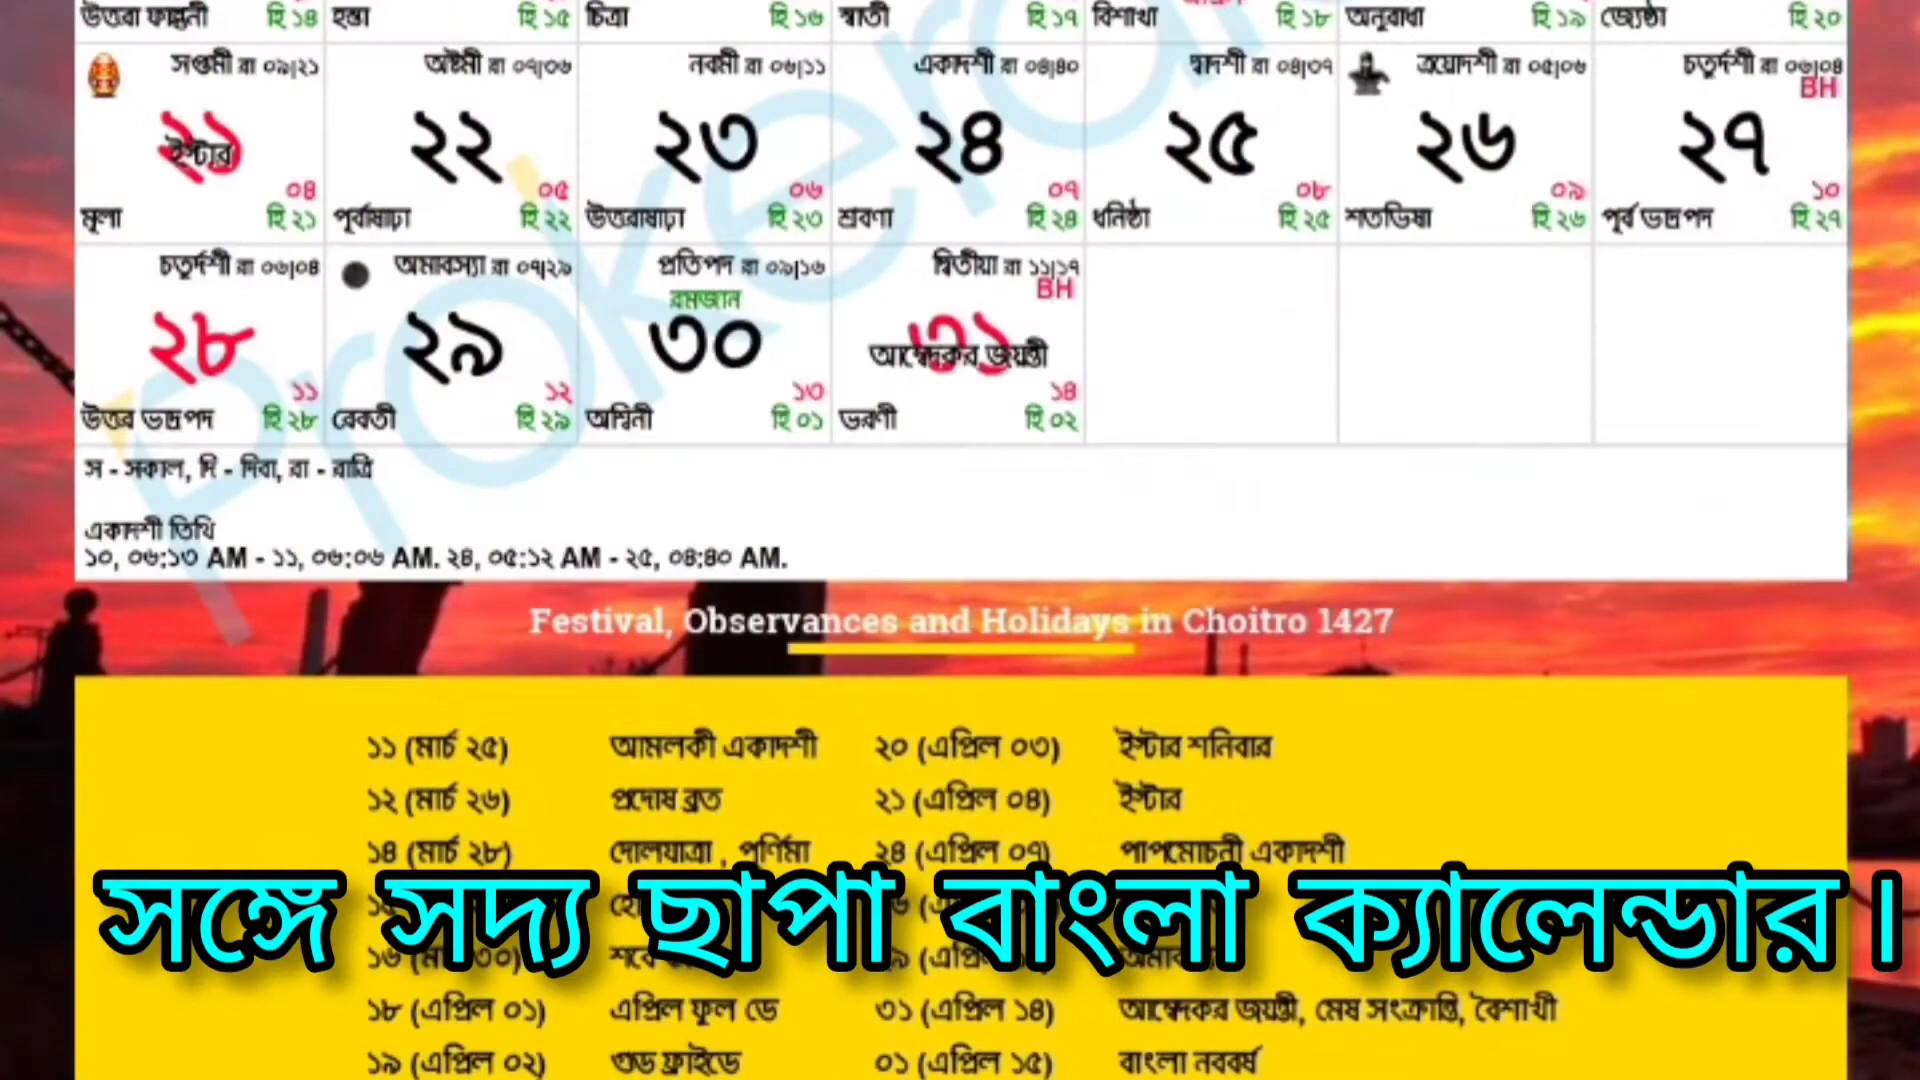 উত্তরা ফাল্গুনী হি ১৪ হস্তা হি ১৫ চিত্রা হি ১৬ স্বাতী হি ১৭ বিশাখা হি ১৮ অনুরাধা হি ১৯ জ্যেষ্ঠা হি ২০
সপ্তমী রা ০৯|২১ অষ্টমী রা ০৭|৩৬ নবমী রা ০৬|১১ একাদশী রা ০৪|৪০ দ্বাদশী রা ০৪|৩৭ ত্রয়োদশী রা ০৫|০৬ চতুর্দশী রা ০৬|০৪
BH
২১ ২২ ২৩ ২৪ ২৫ ২৬ ২৭
ইস্টার
০৪ ০৫ ০৬ ০৭ ০৮ ০৯ ১০
মূলা হি ২১ পূর্বাষাঢ়া হি ২২ উত্তরাষাঢ়া হি ২৩ শ্রবণা হি ২৪ ধনিষ্ঠা হি ২৫ শতভিষা হি ২৬ পূর্ব ভাদ্রপদ হি ২৭
চতুর্দশী রা ০৬|০৪ অমাবস্যা রা ০৭|২৯ প্রতিপদ রা ০৯|১৬ দ্বিতীয়া রা ১১|১৭
রমজান BH
২৮ ২৯ ৩০ ৩১
আম্বেদকর জয়ন্তী
১১ ১২ ১৩ ১৪
উত্তর ভাদ্রপদ হি ২৮ রেবতী হি ২৯ অশ্বিনী হি ০১ ভরণী হি ০২
স - সকাল, দি - দিবা, রা - রাত্রি
একাদশী তিথি
১০, ০৬:১৩ AM - ১১, ০৬:০৬ AM. ২৪, ০৫:১২ AM - ২৫, ০৪:৪০ AM.
Festival, Observances and Holidays in Choitro 1427
১১ (মার্চ ২৫) আমলকী একাদশী ২০ (এপ্রিল ০৩) ইস্টার শনিবার
১২ (মার্চ ২৬) প্রদোষ ব্রত ২১ (এপ্রিল ০৪) ইস্টার
১৪ (মার্চ ২৮) দোলযাত্রা , পূর্ণিমা ২৪ (এপ্রিল ০৭) পাপমোচনী একাদশী
সঙ্গে সদ্য ছাপা বাংলা ক্যালেন্ডার।
১৮ (এপ্রিল ০১) এপ্রিল ফুল ডে ৩১ (এপ্রিল ১৪) আম্বেদকর জয়ন্তী, মেষ সংক্রান্তি, বৈশাখী
১৯ (এপ্রিল ০২) গুড ফ্রাইডে ০১ (এপ্রিল ১৫) বাংলা নববর্ষ